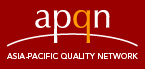 apqn
ASIA-PACIFIC QUALITY NETWORK